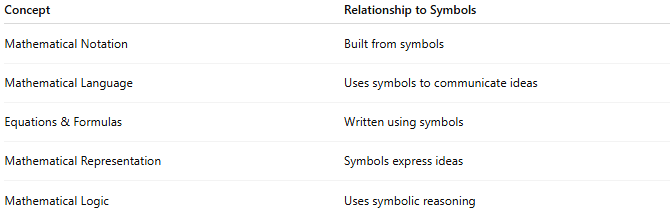 Concept Relationship to Symbols
Mathematical Notation Built from symbols
Mathematical Language Uses symbols to communicate ideas
Equations & Formulas Written using symbols
Mathematical Representation Symbols express ideas
Mathematical Logic Uses symbolic reasoning